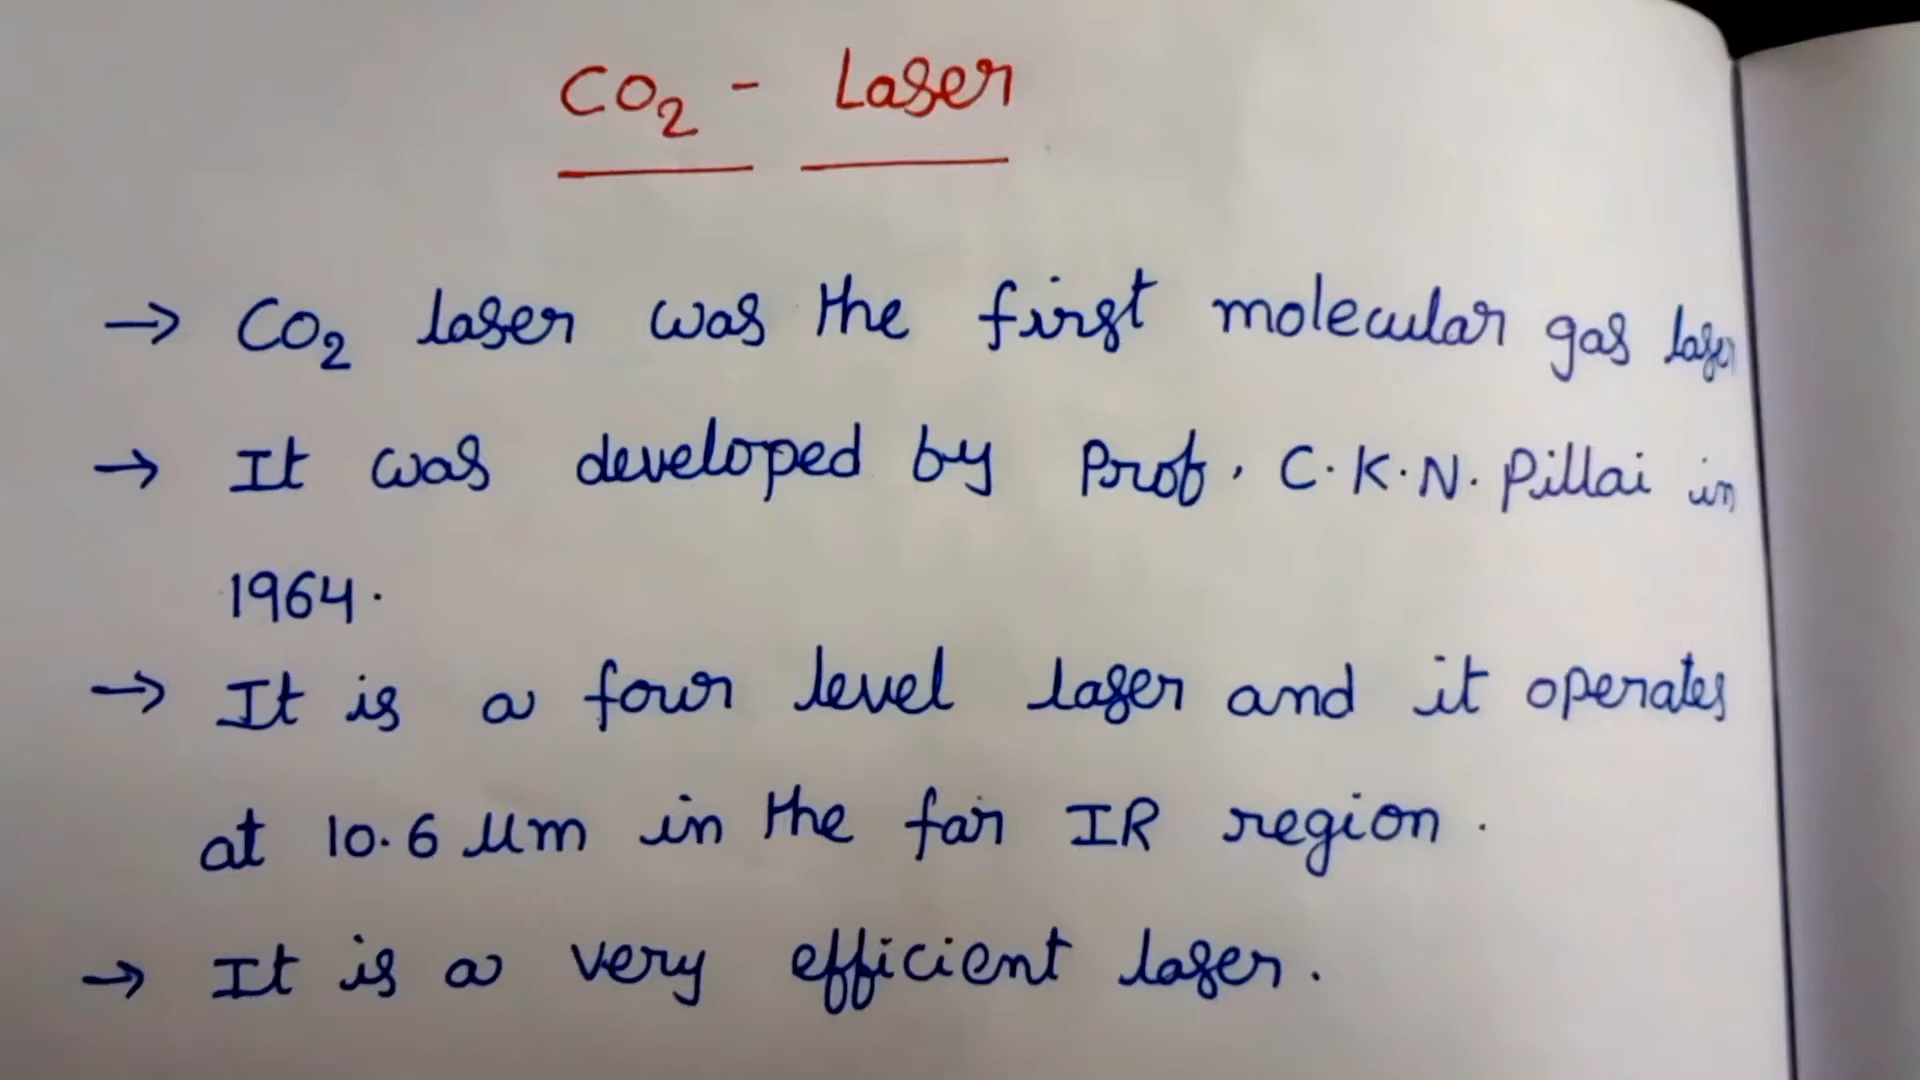 CO₂ - Laser
→ CO₂ laser was the first molecular gas laser
→ It was developed by Prof. C.K.N. Pillai in
1964.
→ It is a four level laser and it operates
at 10.6 μm in the far IR region.
→ It is a very efficient laser.